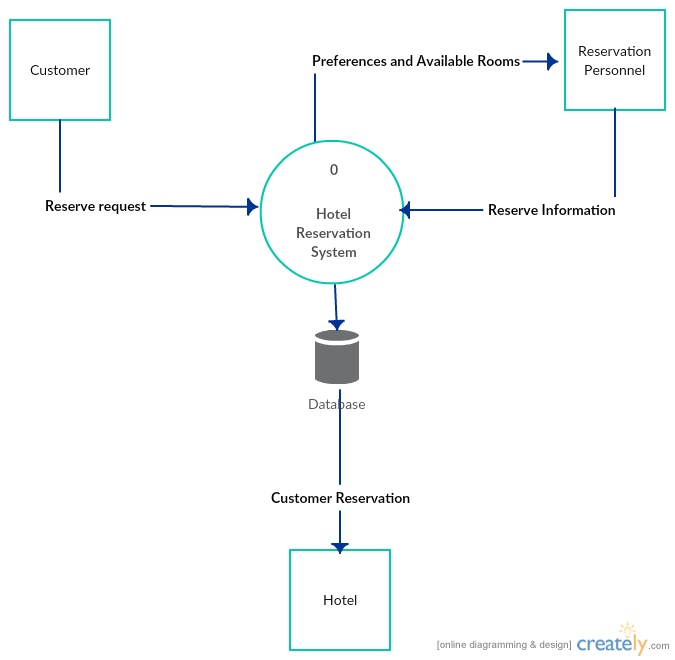 Customer
Preferences and Available Rooms
Reservation
Personnel
0
Hotel
Reservation
System
Reserve request
Reserve Information
Database
Customer Reservation
Hotel
[online diagramming & design] creately.com